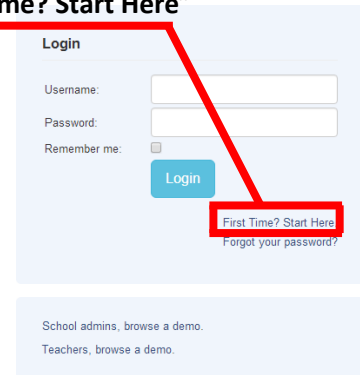 ? Start Here
Login
Username:
Password:
Remember me:
Login
First Time? Start Here
Forgot your password?
School admins, browse a demo.
Teachers, browse a demo.